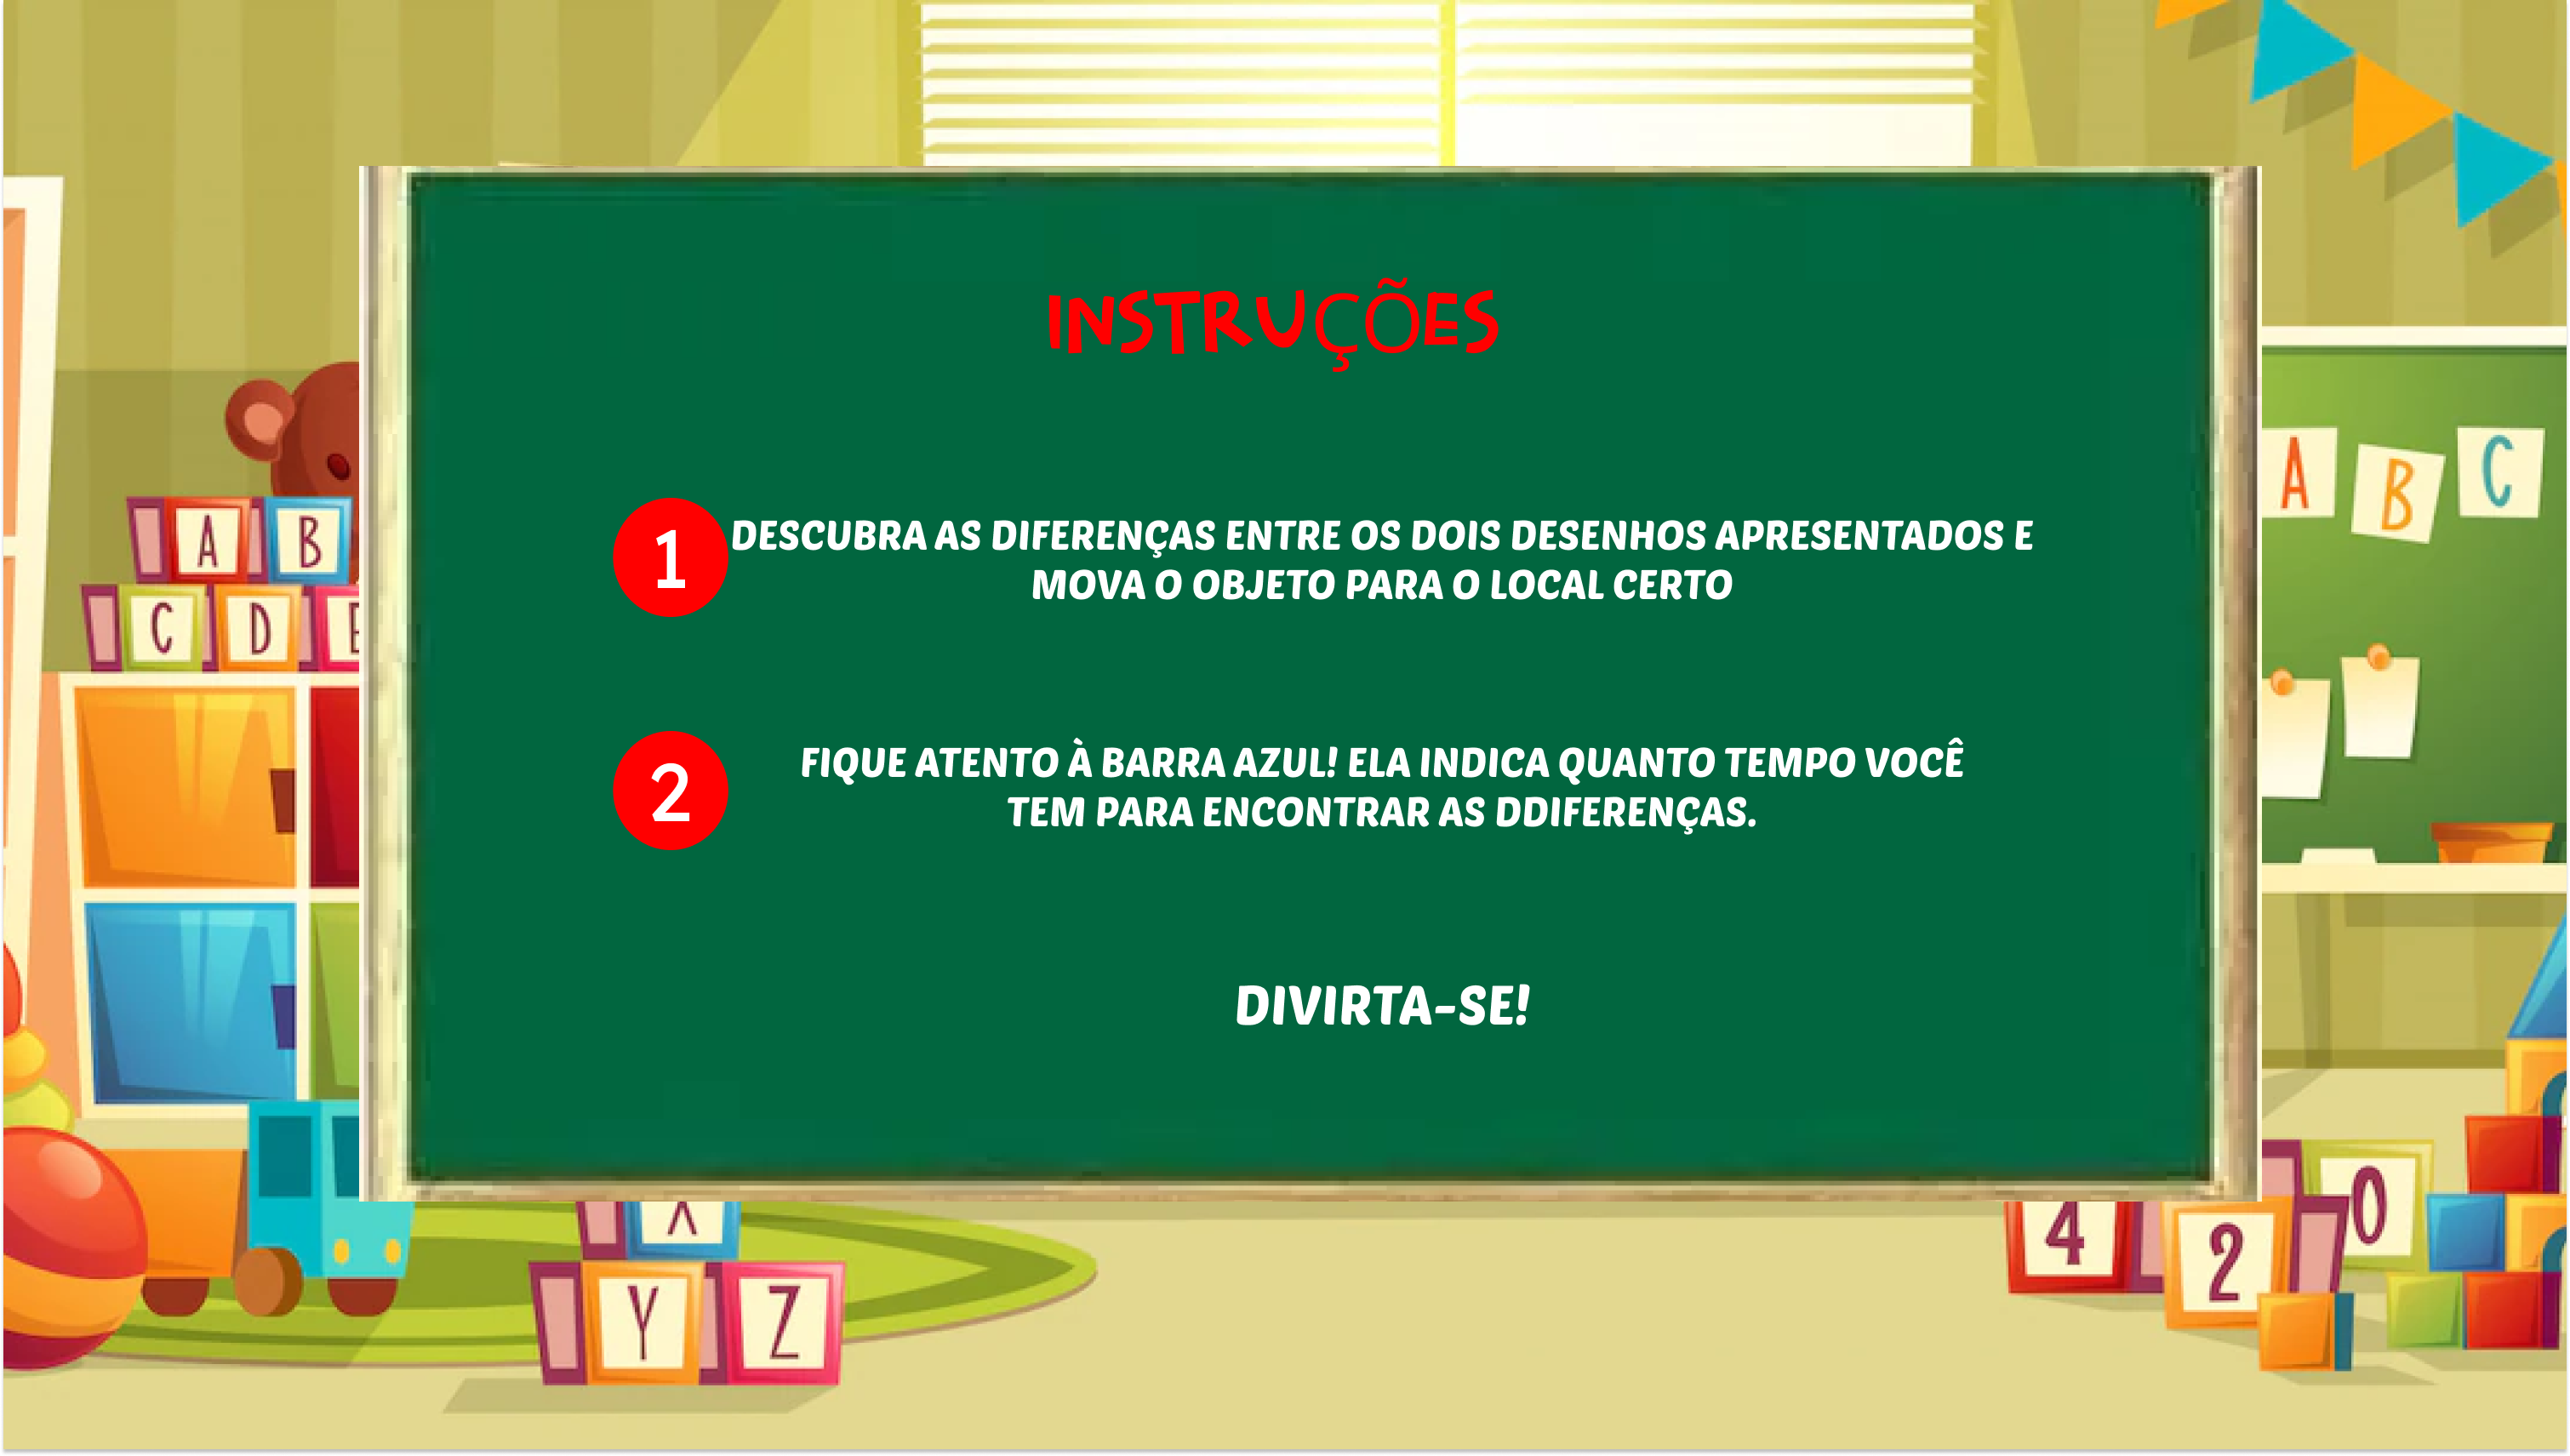 INSTRUÇÕES
1 DESCUBRA AS DIFERENÇAS ENTRE OS DOIS DESENHOS APRESENTADOS E
MOVA O OBJETO PARA O LOCAL CERTO
2 FIQUE ATENTO À BARRA AZUL! ELA INDICA QUANTO TEMPO VOCÊ
TEM PARA ENCONTRAR AS DDIFERENÇAS.
DIVIRTA-SE!
A B
C D E
A B C
X
Y Z
4 2 0